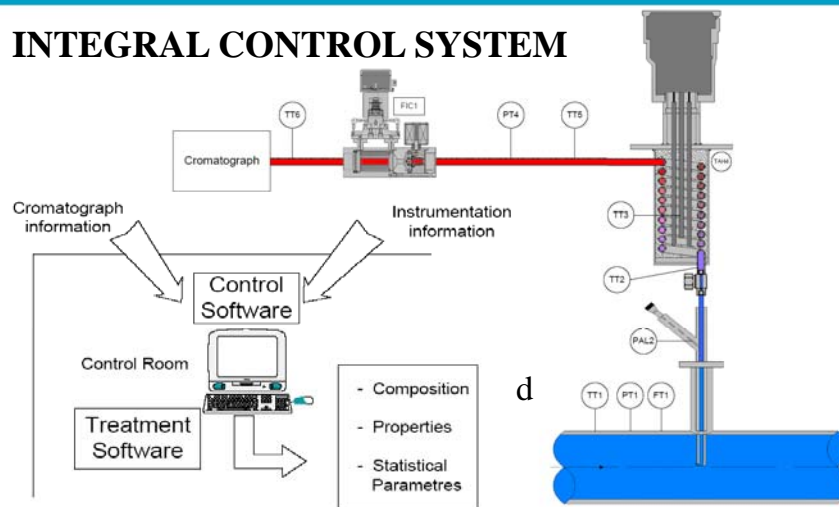 INTEGRAL CONTROL SYSTEM
FIC1
TT6
PT4
TT5
Cromatograph
TAH4
TT3
Cromatograph
information
Instrumentation
information
Control
Software
TT2
Control Room
PAL2
d
TT1
PT1
FT1
- Composition
- Properties
- Statistical
Parametres
Treatment
Software